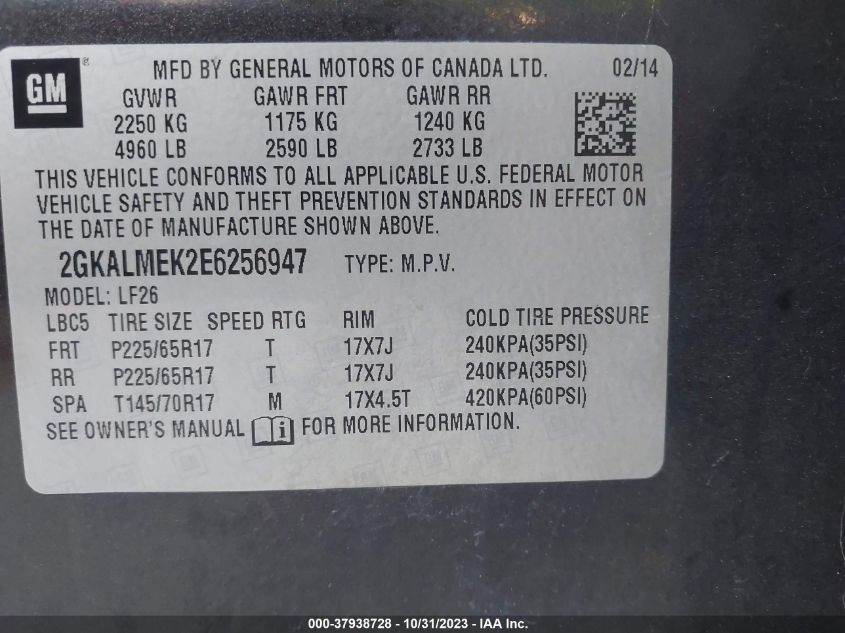 GM ® MFD BY GENERAL MOTORS OF CANADA LTD. 02/14
GVWR GAWR FRT GAWR RR
2250 KG 1175 KG 1240 KG
4960 LB 2590 LB 2733 LB
THIS VEHICLE CONFORMS TO ALL APPLICABLE U.S. FEDERAL MOTOR
VEHICLE SAFETY AND THEFT PREVENTION STANDARDS IN EFFECT ON
THE DATE OF MANUFACTURE SHOWN ABOVE.
2GKALMEK2E6256947 TYPE: M.P.V.
MODEL: LF26
LBC5 TIRE SIZE SPEED RTG RIM COLD TIRE PRESSURE
FRT P225/65R17 T 17X7J 240KPA(35PSI)
RR P225/65R17 T 17X7J 240KPA(35PSI)
SPA T145/70R17 M 17X4.5T 420KPA(60PSI)
SEE OWNER'S MANUAL i FOR MORE INFORMATION.
000-37938728 - 10/31/2023 - IAA Inc.